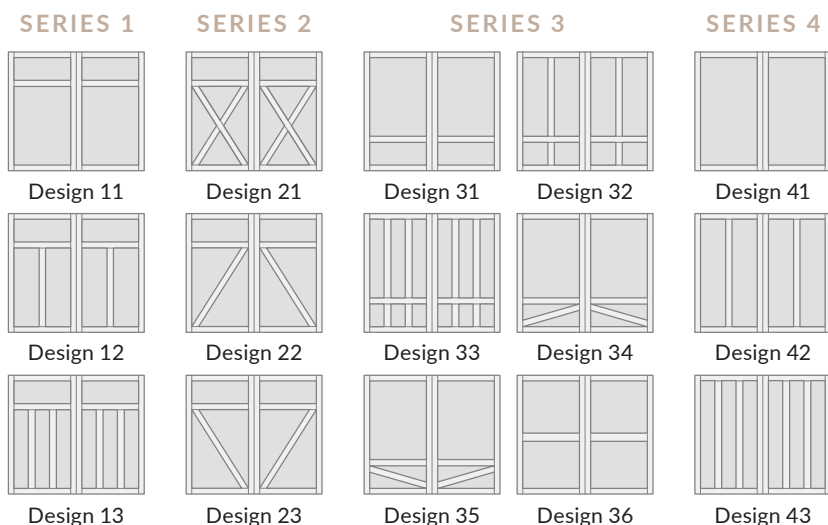 SERIES 1 SERIES 2 SERIES 3 SERIES 4
Design 11 Design 21 Design 31 Design 32 Design 41
Design 12 Design 22 Design 33 Design 34 Design 42
Design 13 Design 23 Design 35 Design 36 Design 43